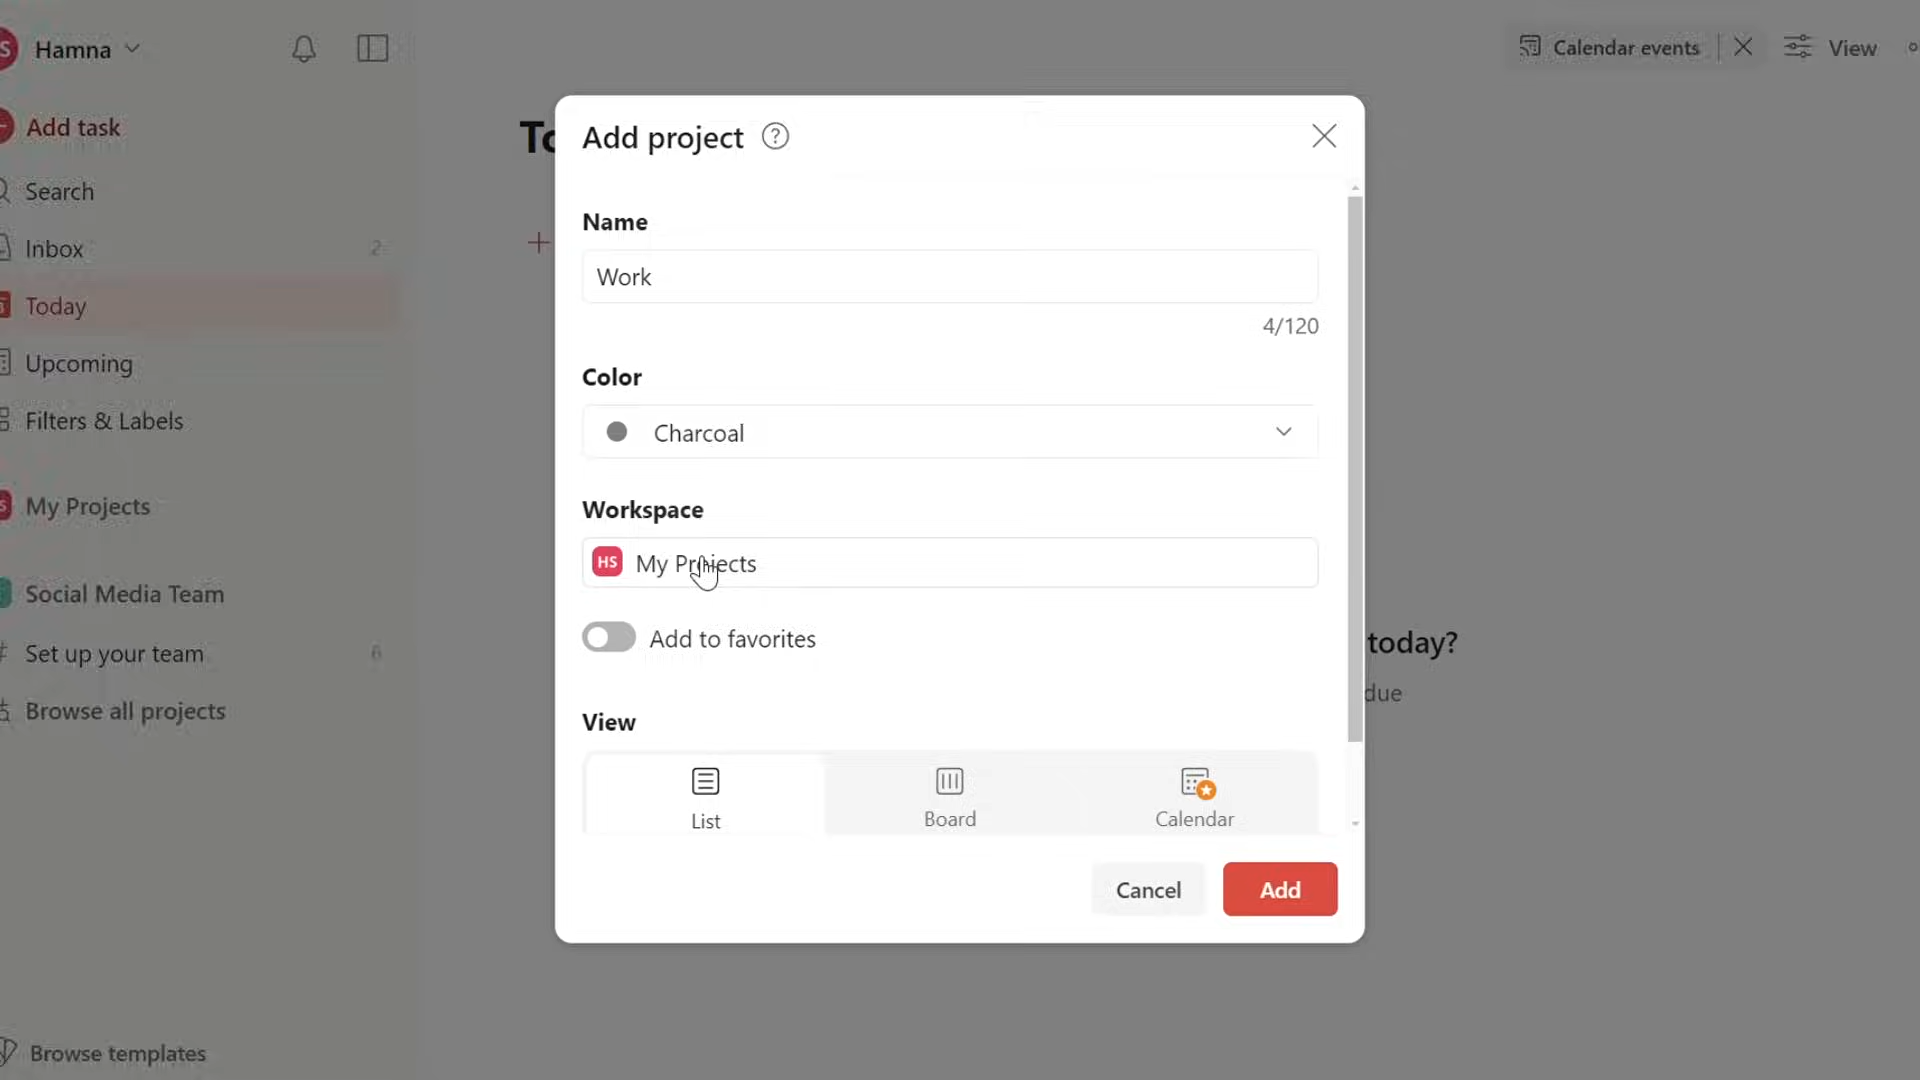 Hamna
Calendar events
View
Add task
To
Add project
Search
Name
Inbox 2
Work
Today
4/120
Upcoming
Color
Filters & Labels
Charcoal
My Projects
Workspace
HS My Projects
Social Media Team
Add to favorites
today?
Set up your team 6
due
Browse all projects
View
List
Board
Calendar
Cancel
Add
Browse templates